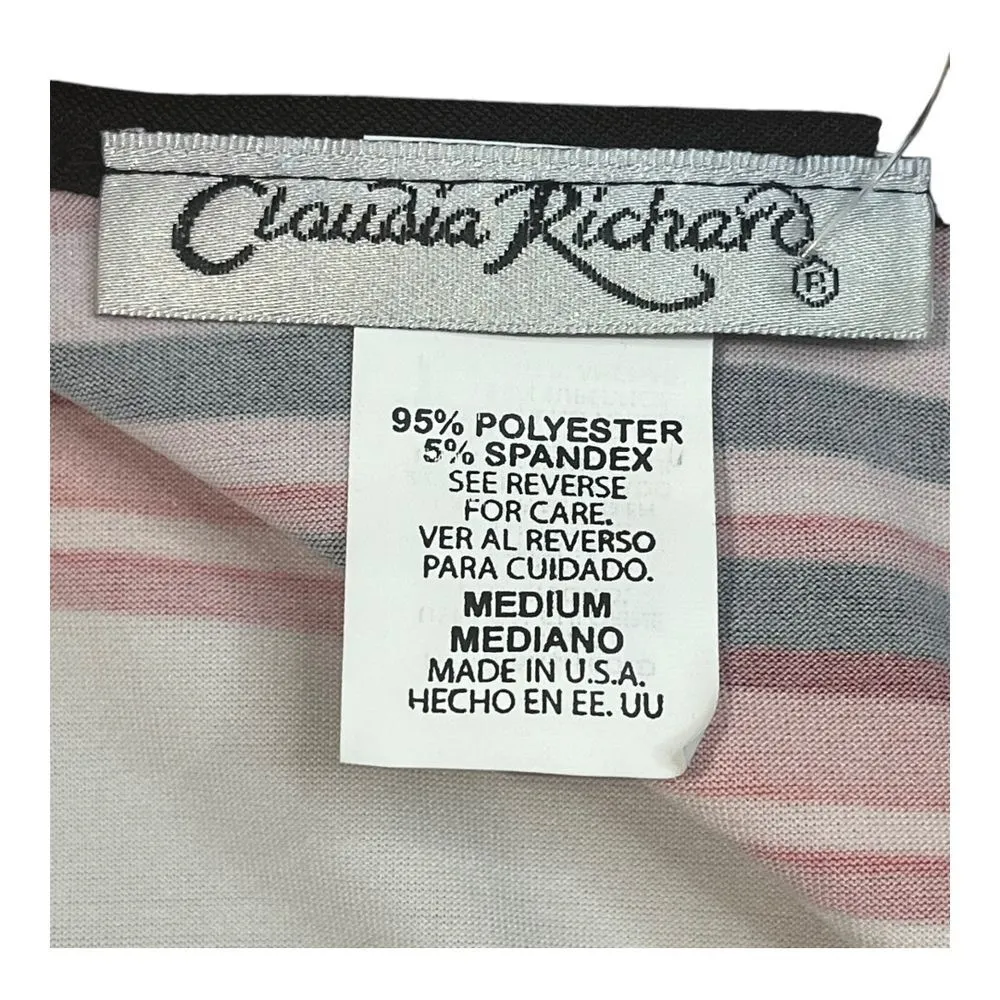 Claudia Richard
95% POLYESTER
5% SPANDEX
SEE REVERSE
FOR CARE.
VER AL REVERSO
PARA CUIDADO.
MEDIUM
MEDIANO
MADE IN U.S.A.
HECHO EN EE. UU